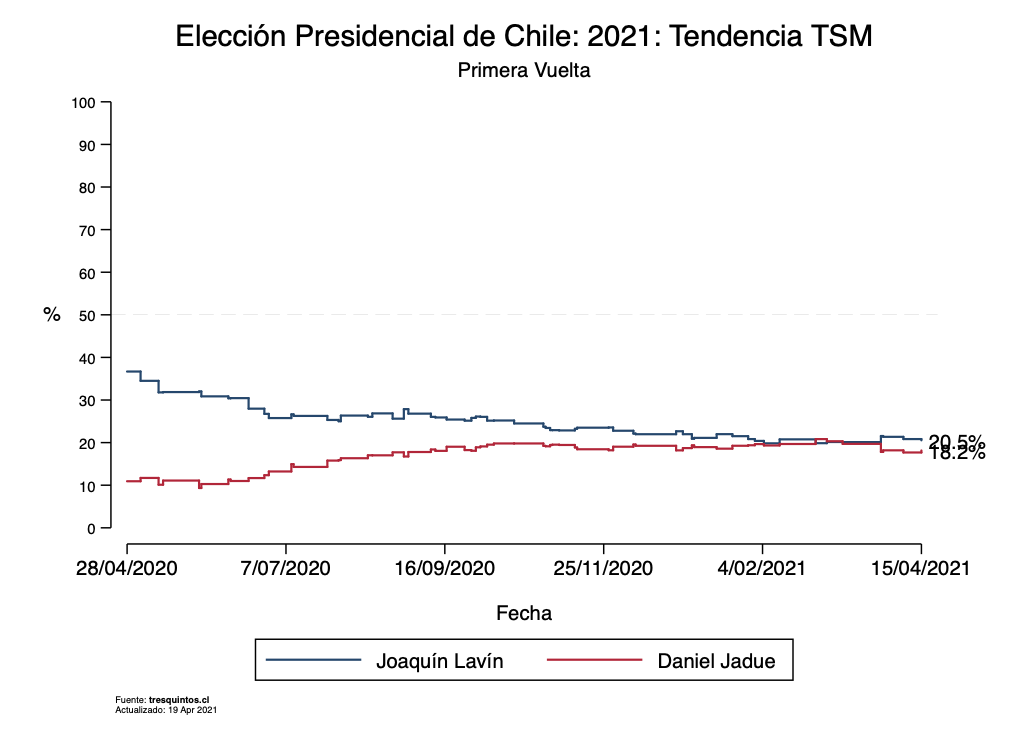 Elección Presidencial de Chile: 2021: Tendencia TSM
Primera Vuelta
100
90
80
70
60
% 50
40
30
20
10
0
20.5%
18.2%
28/04/2020 7/07/2020 16/09/2020 25/11/2020 4/02/2021 15/04/2021
Fecha
Joaquín Lavín Daniel Jadue
Fuente: tresquintos.cl
Actualizado: 19 Apr 2021